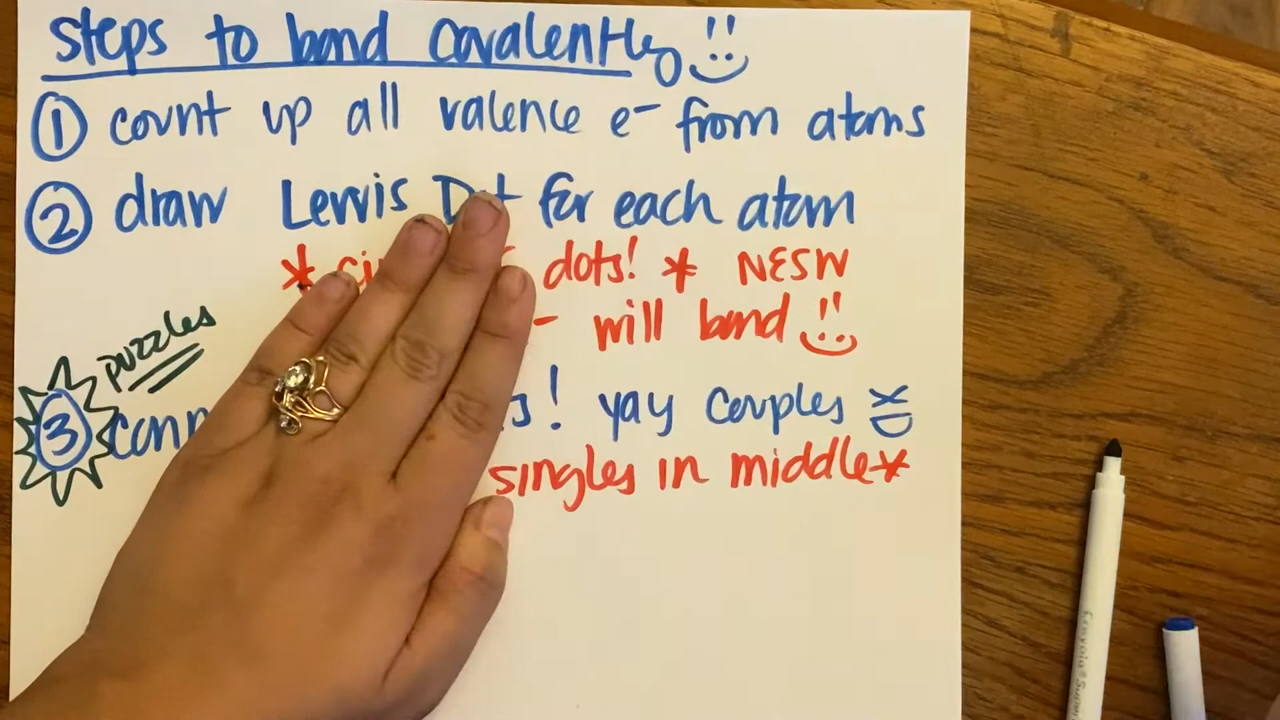 steps to bond covalently
① count up all valence e- from atoms
② draw Lewis Dot for each atom
* dots! * NESW
- will bond
puzzles
③ ! yay couples
singles in middle*
Crayola